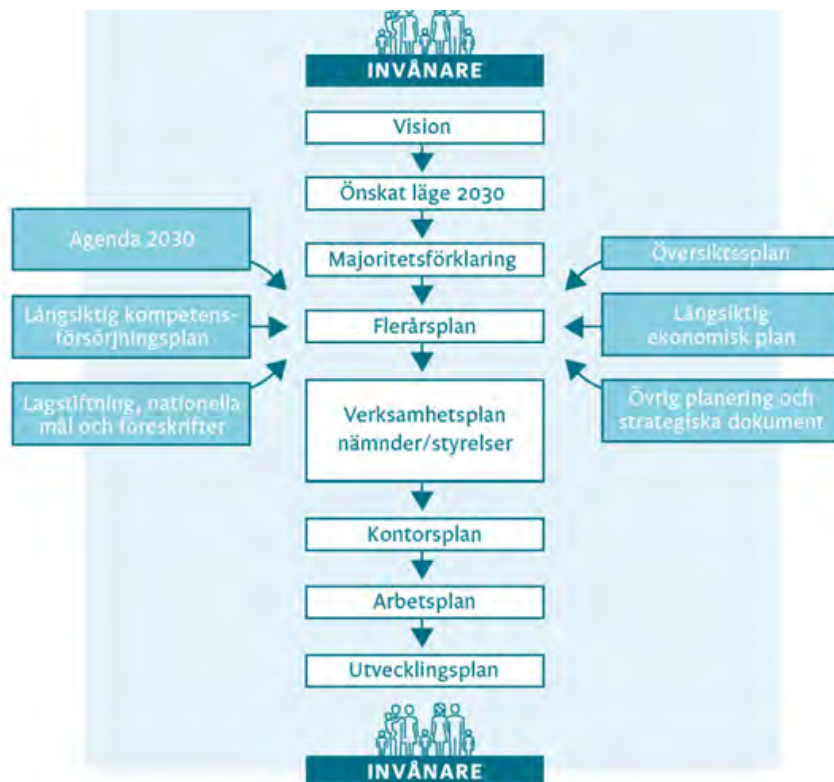 INVÅNARE
Vision
Önskat läge 2030
Agenda 2030
Majoritetsförklaring
Översiktssplan
Långsiktig kompetens-
försörjningsplan
Flerårsplan
Långsiktig
ekonomisk plan
Lagstiftning, nationella
mål och föreskrifter
Verksamhetsplan
nämnder/styrelser
Övrig planering och
strategiska dokument
Kontorsplan
Arbetsplan
Utvecklingsplan
INVÅNARE